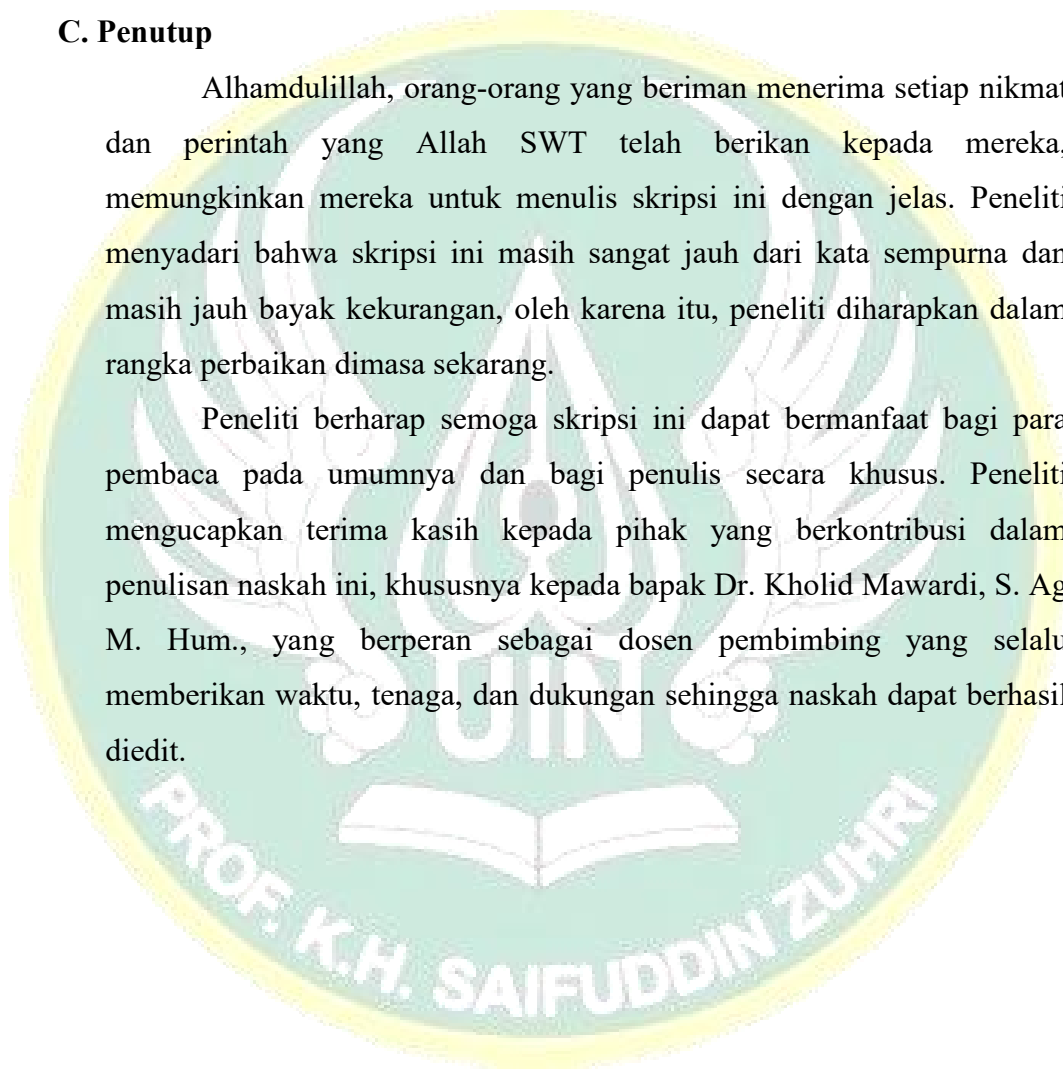 C. Penutup
Alhamdulillah, orang-orang yang beriman menerima setiap nikmat
dan perintah yang Allah SWT telah berikan kepada mereka,
memungkinkan mereka untuk menulis skripsi ini dengan jelas. Peneliti
menyadari bahwa skripsi ini masih sangat jauh dari kata sempurna dan
masih jauh bayak kekurangan, oleh karena itu, peneliti diharapkan dalam
rangka perbaikan dimasa sekarang.
Peneliti berharap semoga skripsi ini dapat bermanfaat bagi para
pembaca pada umumnya dan bagi penulis secara khusus. Peneliti
mengucapkan terima kasih kepada pihak yang berkontribusi dalam
penulisan naskah ini, khususnya kepada bapak Dr. Kholid Mawardi, S. Ag
M. Hum., yang berperan sebagai dosen pembimbing yang selalu
memberikan waktu, tenaga, dan dukungan sehingga naskah dapat berhasil
diedit.
UIN
PROF. K.H. SAIFUDDIN ZUHRI